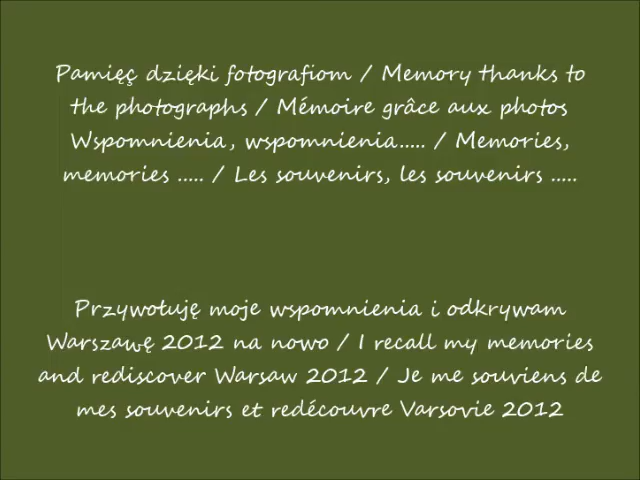 Pamięç dzięki fotografiom / Memory thanks to
the photographs / Mémoire grâce aux photos
Wspomnienia, wspomnienia..... / Memories,
memories ..... / Les souvenirs, les souvenirs .....
Przywołuję moje wspomnienia i odkrywam
Warszawę 2012 na nowo / I recall my memories
and rediscover Warsaw 2012 / Je me souviens de
mes souvenirs et redécouvre Varsovie 2012